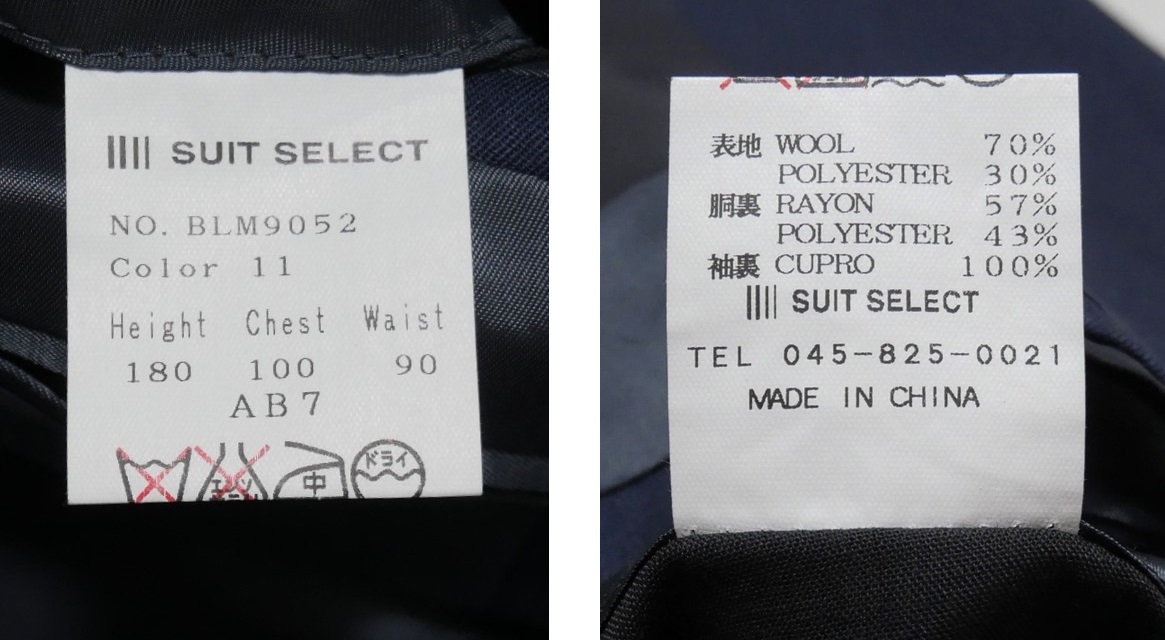 SUIT SELECT
NO. BLM9052
Color 11
Height Chest Waist
180 100 90
AB7
中 ドライ
表地 WOOL 70%
POLYESTER 30%
胴裏 RAYON 57%
POLYESTER 43%
袖裏 CUPRO 100%
SUIT SELECT
TEL 045-825-0021
MADE IN CHINA